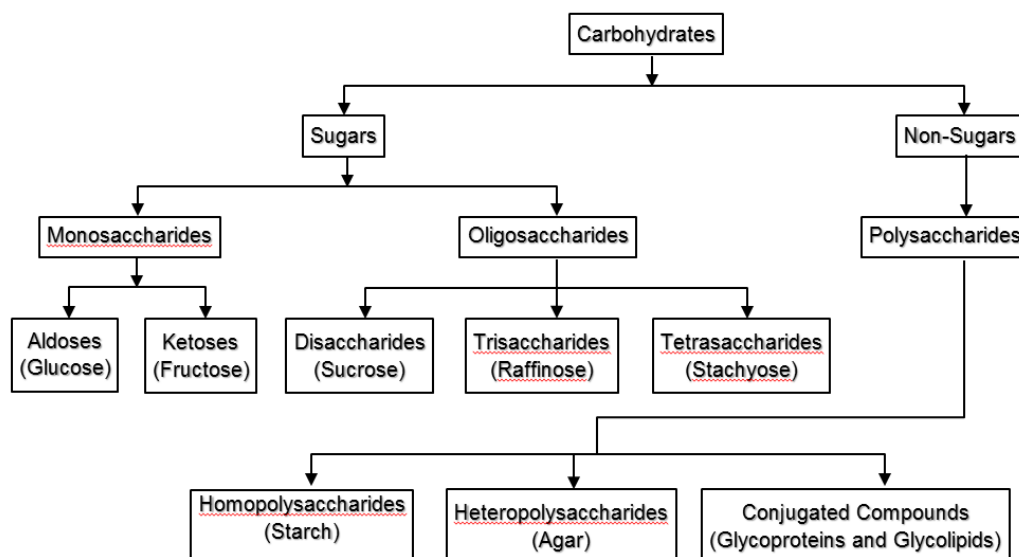 Carbohydrates
Sugars
Non-Sugars
Monosaccharides
Oligosaccharides
Polysaccharides
Aldoses
(Glucose)
Ketoses
(Fructose)
Disaccharides
(Sucrose)
Trisaccharides
(Raffinose)
Tetrasaccharides
(Stachyose)
Homopolysaccharides
(Starch)
Heteropolysaccharides
(Agar)
Conjugated Compounds
(Glycoproteins and Glycolipids)